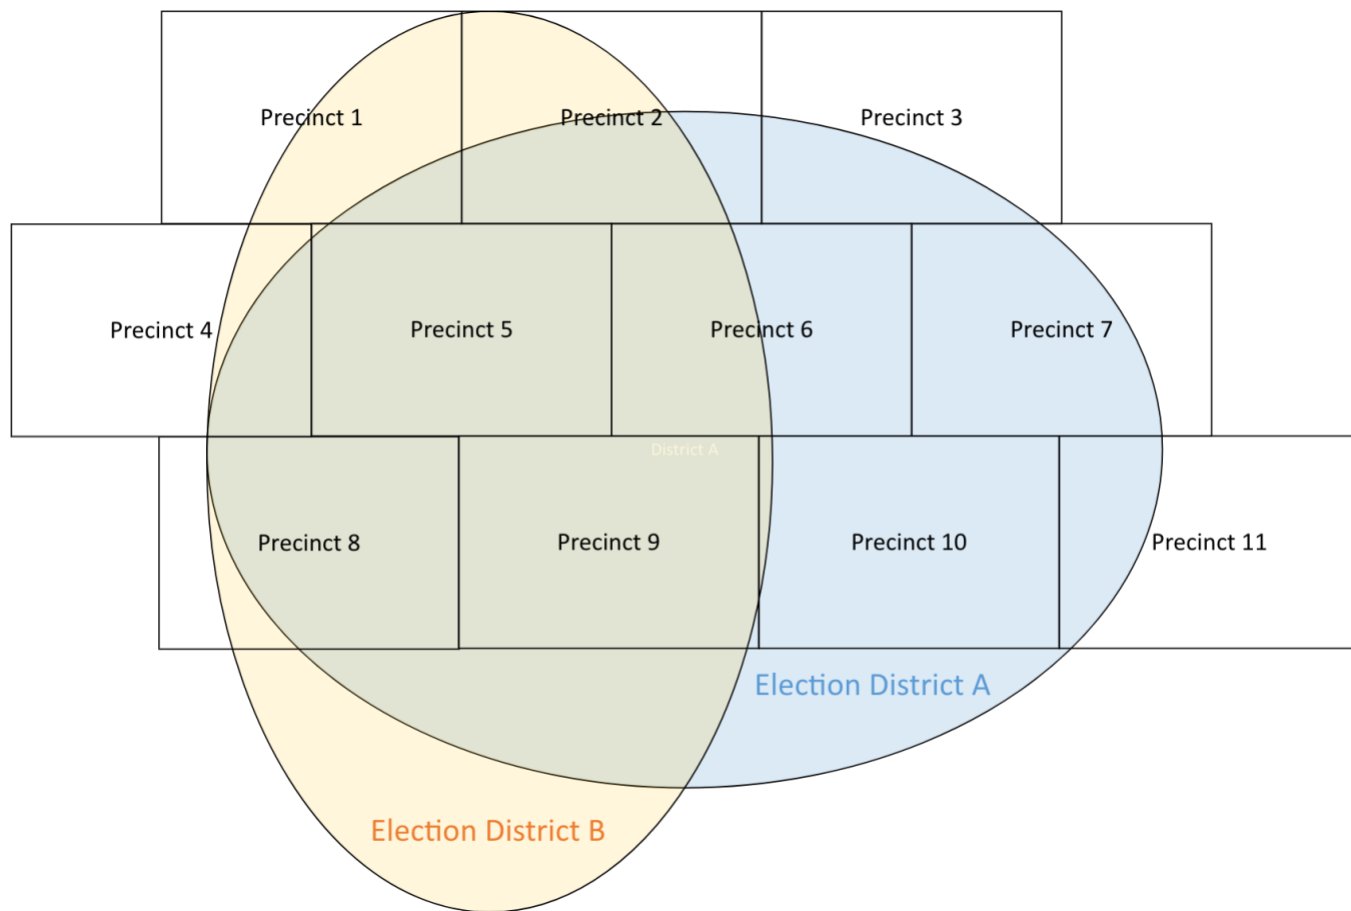 Precinct 1
Precinct 2
Precinct 3
Precinct 4
Precinct 5
Precinct 6
Precinct 7
District A
Precinct 8
Precinct 9
Precinct 10
Precinct 11
Election District A
Election District B